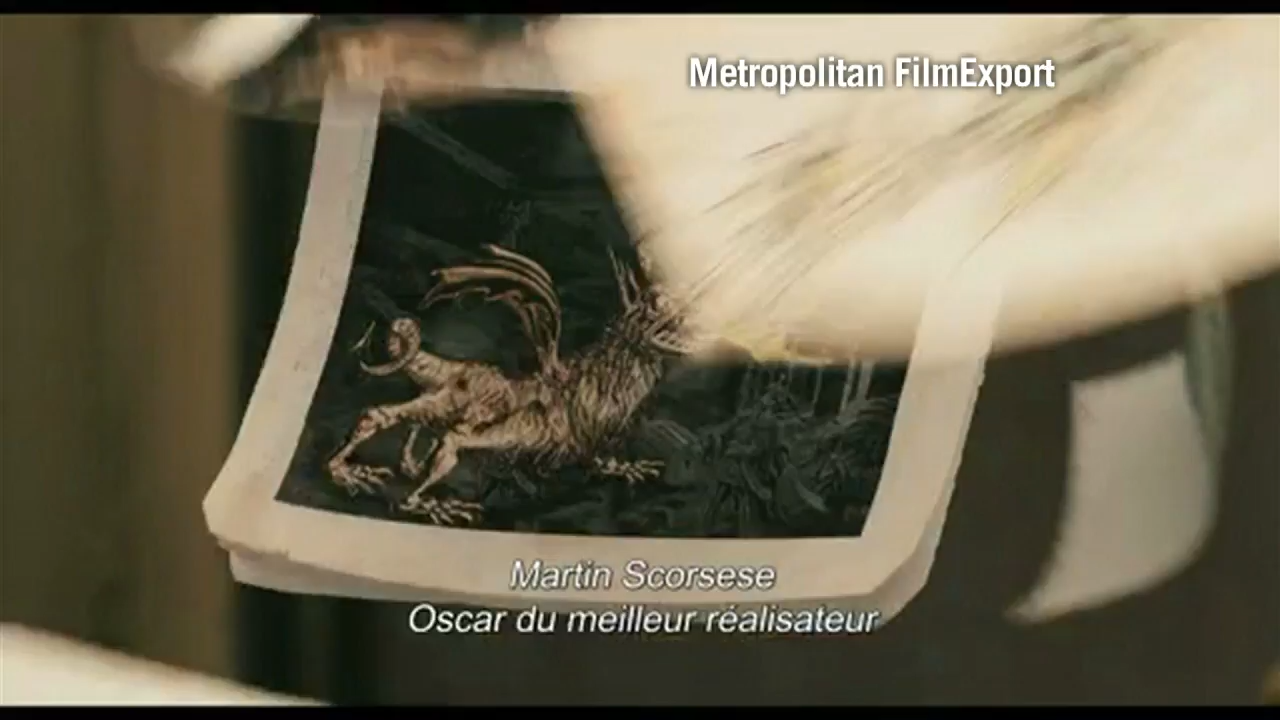 Metropolitan FilmExport
Martin Scorsese
Oscar du meilleur réalisateur